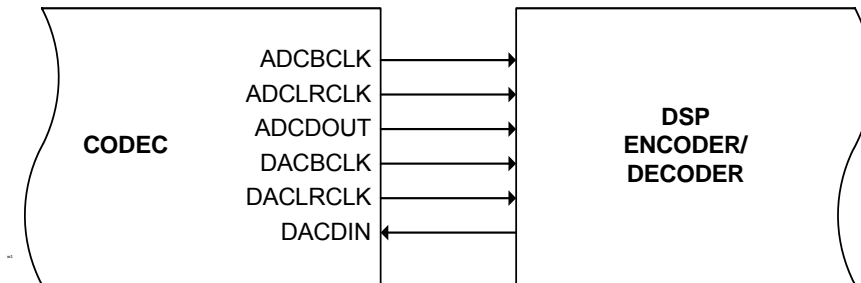 ADCBCLK
ADCLRCLK
ADCDOUT
DACBCLK
DACLRCLK
DACDIN
CODEC
DSP
ENCODER/
DECODER